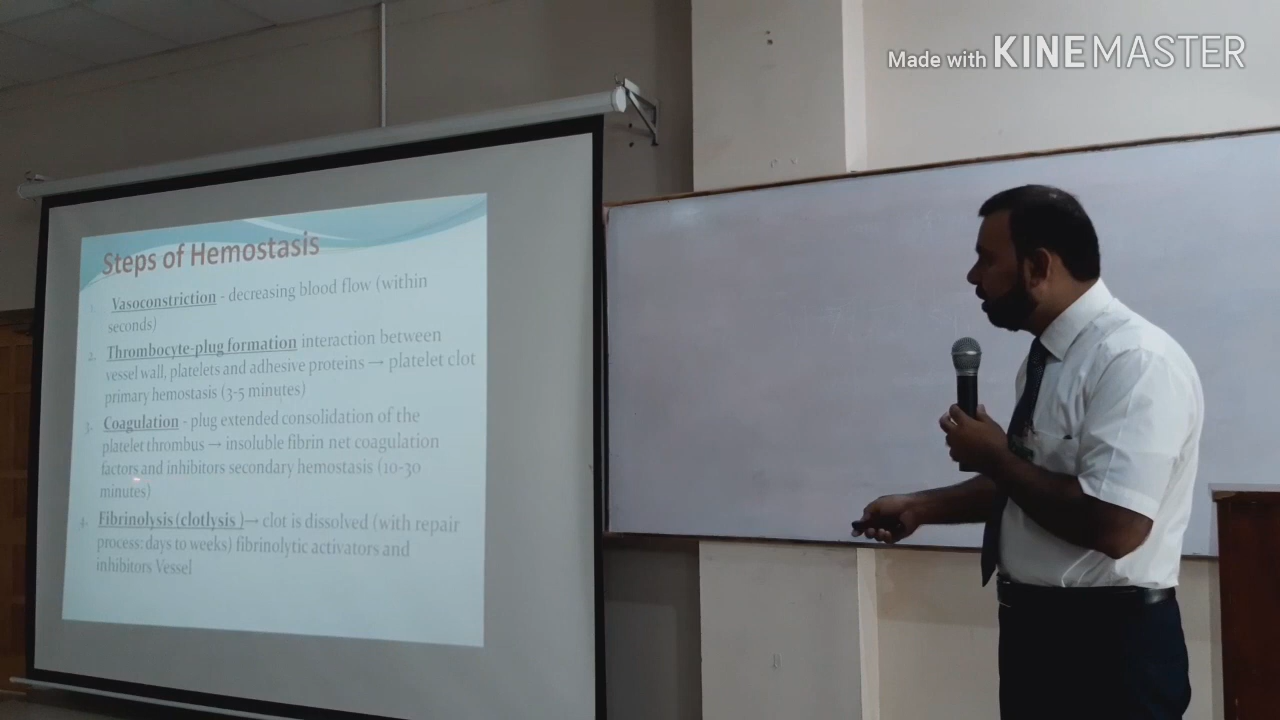 Made with KINEMASTER
Steps of Hemostasis
1. Vasoconstriction - decreasing blood flow (within
seconds)
2. Thrombocyte-plug formation interaction between
vessel wall, platelets and adhesive proteins → platelet clot
primary hemostasis (3-5 minutes)
3. Coagulation - plug extended consolidation of the
platelet thrombus → insoluble fibrin net coagulation
factors and inhibitors secondary hemostasis (10-30
minutes)
4. Fibrinolysis (clotlysis )→ clot is dissolved (with repair
process: days to weeks) fibrinolytic activators and
inhibitors Vessel